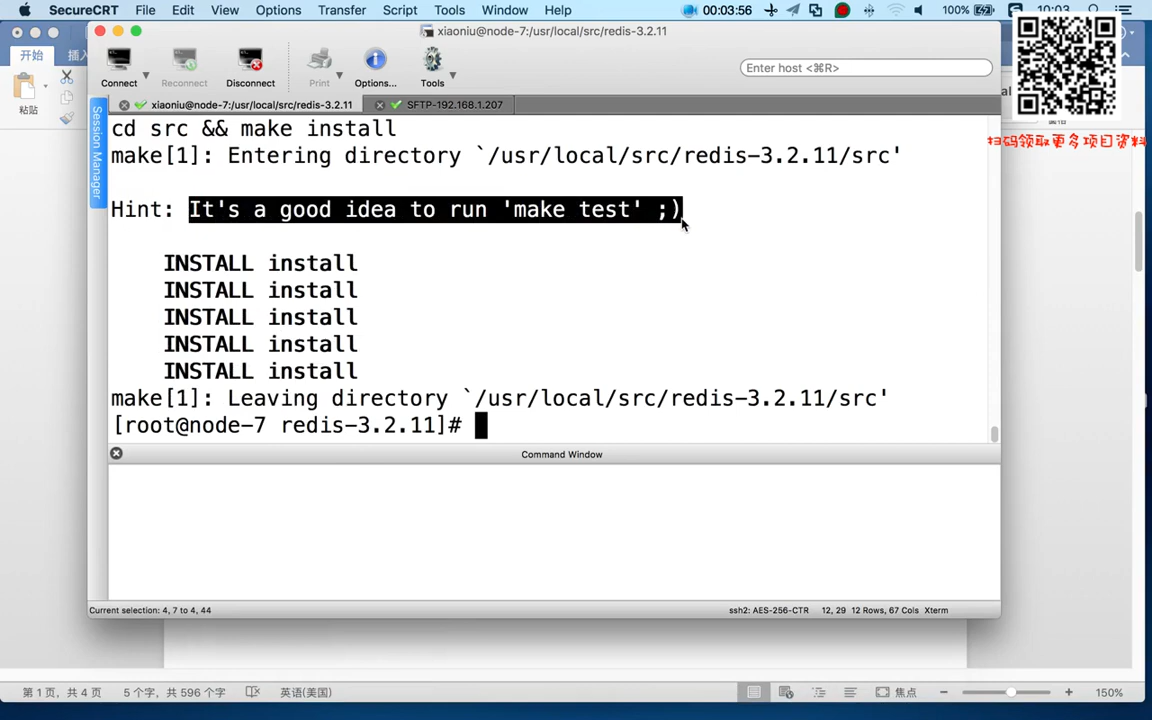 SecureCRT File Edit View Options Transfer Script Tools Window Help 00:03:56 100% 10:03
xiaoniu@node-7:/usr/local/src/redis-3.2.11
开始 插入
粘贴
Connect Reconnect Disconnect Print Options... Tools
Enter host <⌘R>
扫码领取更多项目资料
Session Manager
xiaoniu@node-7:/usr/local/src/redis-3.2.11 SFTP-192.168.1.207
cd src && make install
make[1]: Entering directory `/usr/local/src/redis-3.2.11/src'
Hint: It's a good idea to run 'make test' ;)
INSTALL install
INSTALL install
INSTALL install
INSTALL install
INSTALL install
make[1]: Leaving directory `/usr/local/src/redis-3.2.11/src'
[root@node-7 redis-3.2.11]#
Command Window
Current selection: 4, 7 to 4, 44 ssh2: AES-256-CTR 12, 29 12 Rows, 67 Cols Xterm
第1页，共4页 5个字，共596个字 英语(美国) 焦点 150%